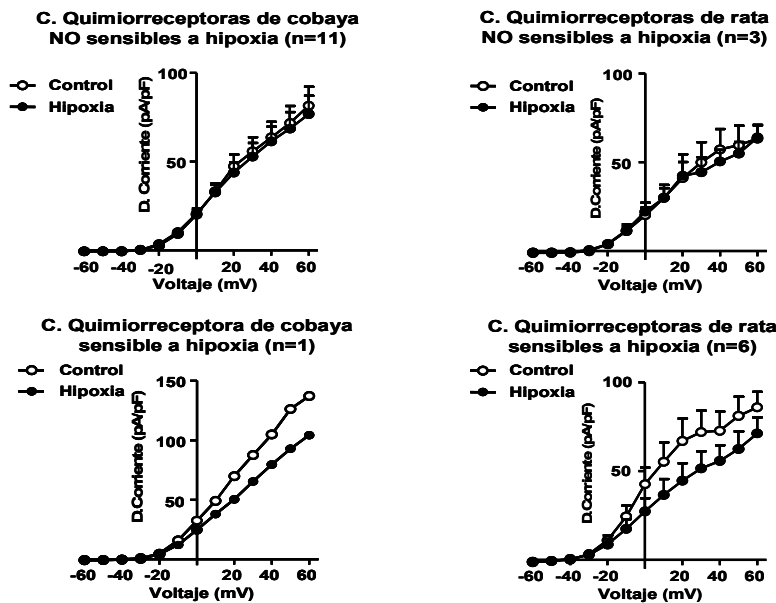 C. Quimiorreceptoras de cobaya
NO sensibles a hipoxia (n=11)
Control
Hipoxia
D. Corriente (pA/pF)
100
50
-60 -40 -20 20 40 60
Voltaje (mV)
C. Quimiorreceptoras de rata
NO sensibles a hipoxia (n=3)
Control
Hipoxia
D.Corriente (pA/pF)
100
50
-60 -40 -20 20 40 60
Voltaje (mV)
C. Quimiorreceptora de cobaya
sensible a hipoxia (n=1)
Control
Hipoxia
D.Corriente (pA/pF)
150
100
50
-60 -40 -20 20 40 60
Voltaje (mV)
C. Quimiorreceptoras de rata
sensibles a hipoxia (n=6)
Control
Hipoxia
D.Corriente (pA/pF)
100
50
-60 -40 -20 20 40 60
Voltaje (mV)